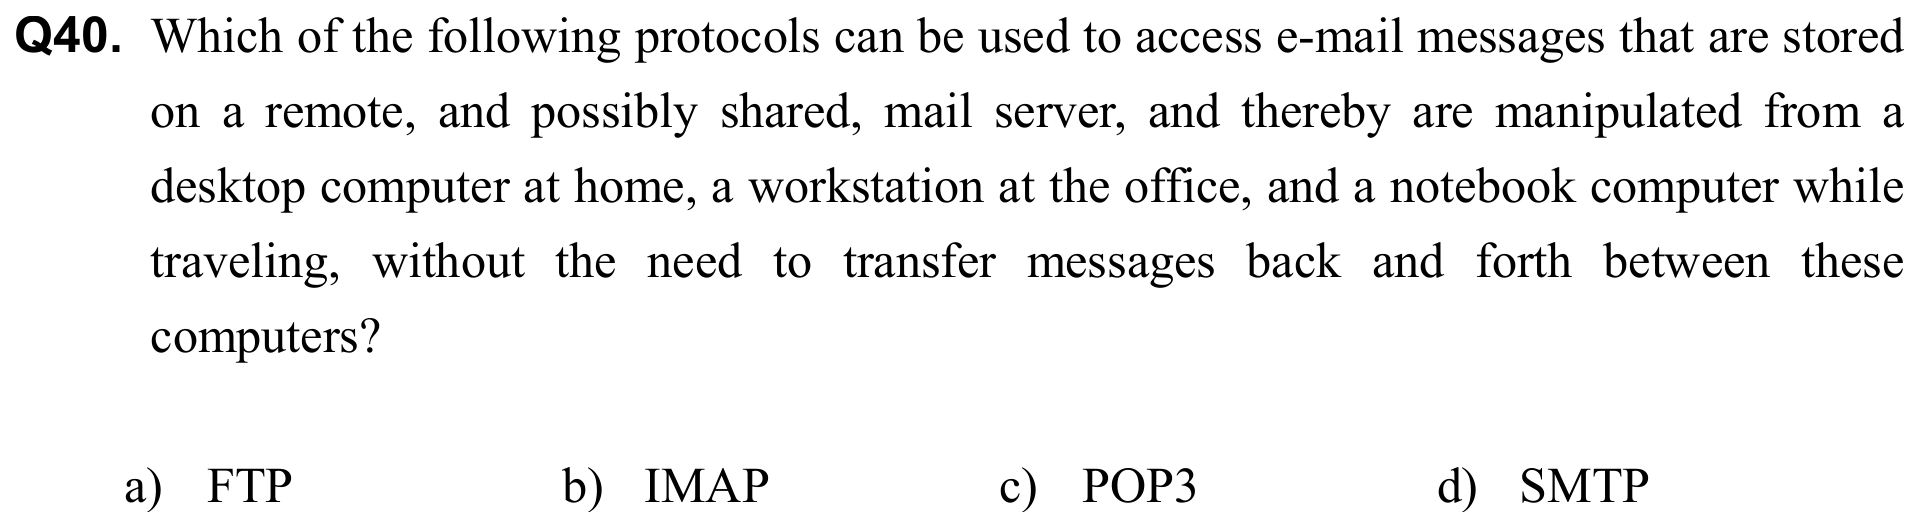 Q40. Which of the following protocols can be used to access e-mail messages that are stored
on a remote, and possibly shared, mail server, and thereby are manipulated from a
desktop computer at home, a workstation at the office, and a notebook computer while
traveling, without the need to transfer messages back and forth between these
computers?
a) FTP b) IMAP c) POP3 d) SMTP